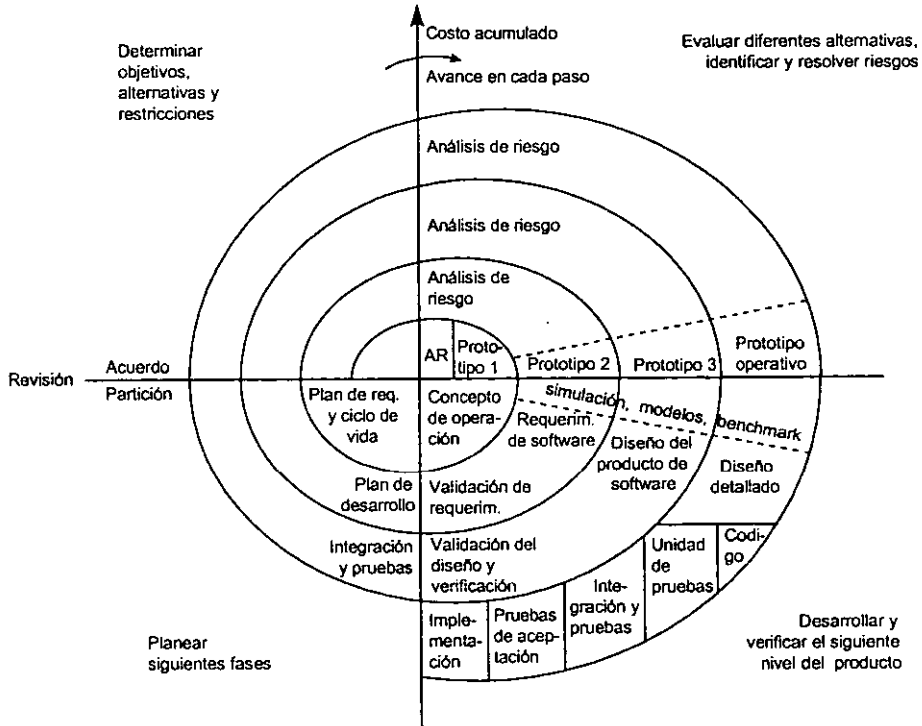 Determinar
objetivos,
alternativas y
restricciones
Costo acumulado
Avance en cada paso
Evaluar diferentes alternativas,
identificar y resolver riesgos
Análisis de riesgo
Análisis de riesgo
Análisis de
riesgo
AR
Proto-
tipo 1
Prototipo 2
Prototipo 3
Prototipo
operativo
Revisión
Acuerdo
Partición
Plan de req.
y ciclo de
vida
Concepto
de opera-
ción
simulación, modelos, benchmark
Requerim.
de software
Diseño del
producto de
software
Diseño
detallado
Plan de
desarrollo
Validación de
requerim.
Integración
y pruebas
Validación del
diseño y
verificación
Unidad
de
pruebas
Codi-
go
Imple-
menta-
ción
Pruebas
de acep-
tación
Inte-
gración y
pruebas
Planear
siguientes fases
Desarrollar y
verificar el siguiente
nivel del producto